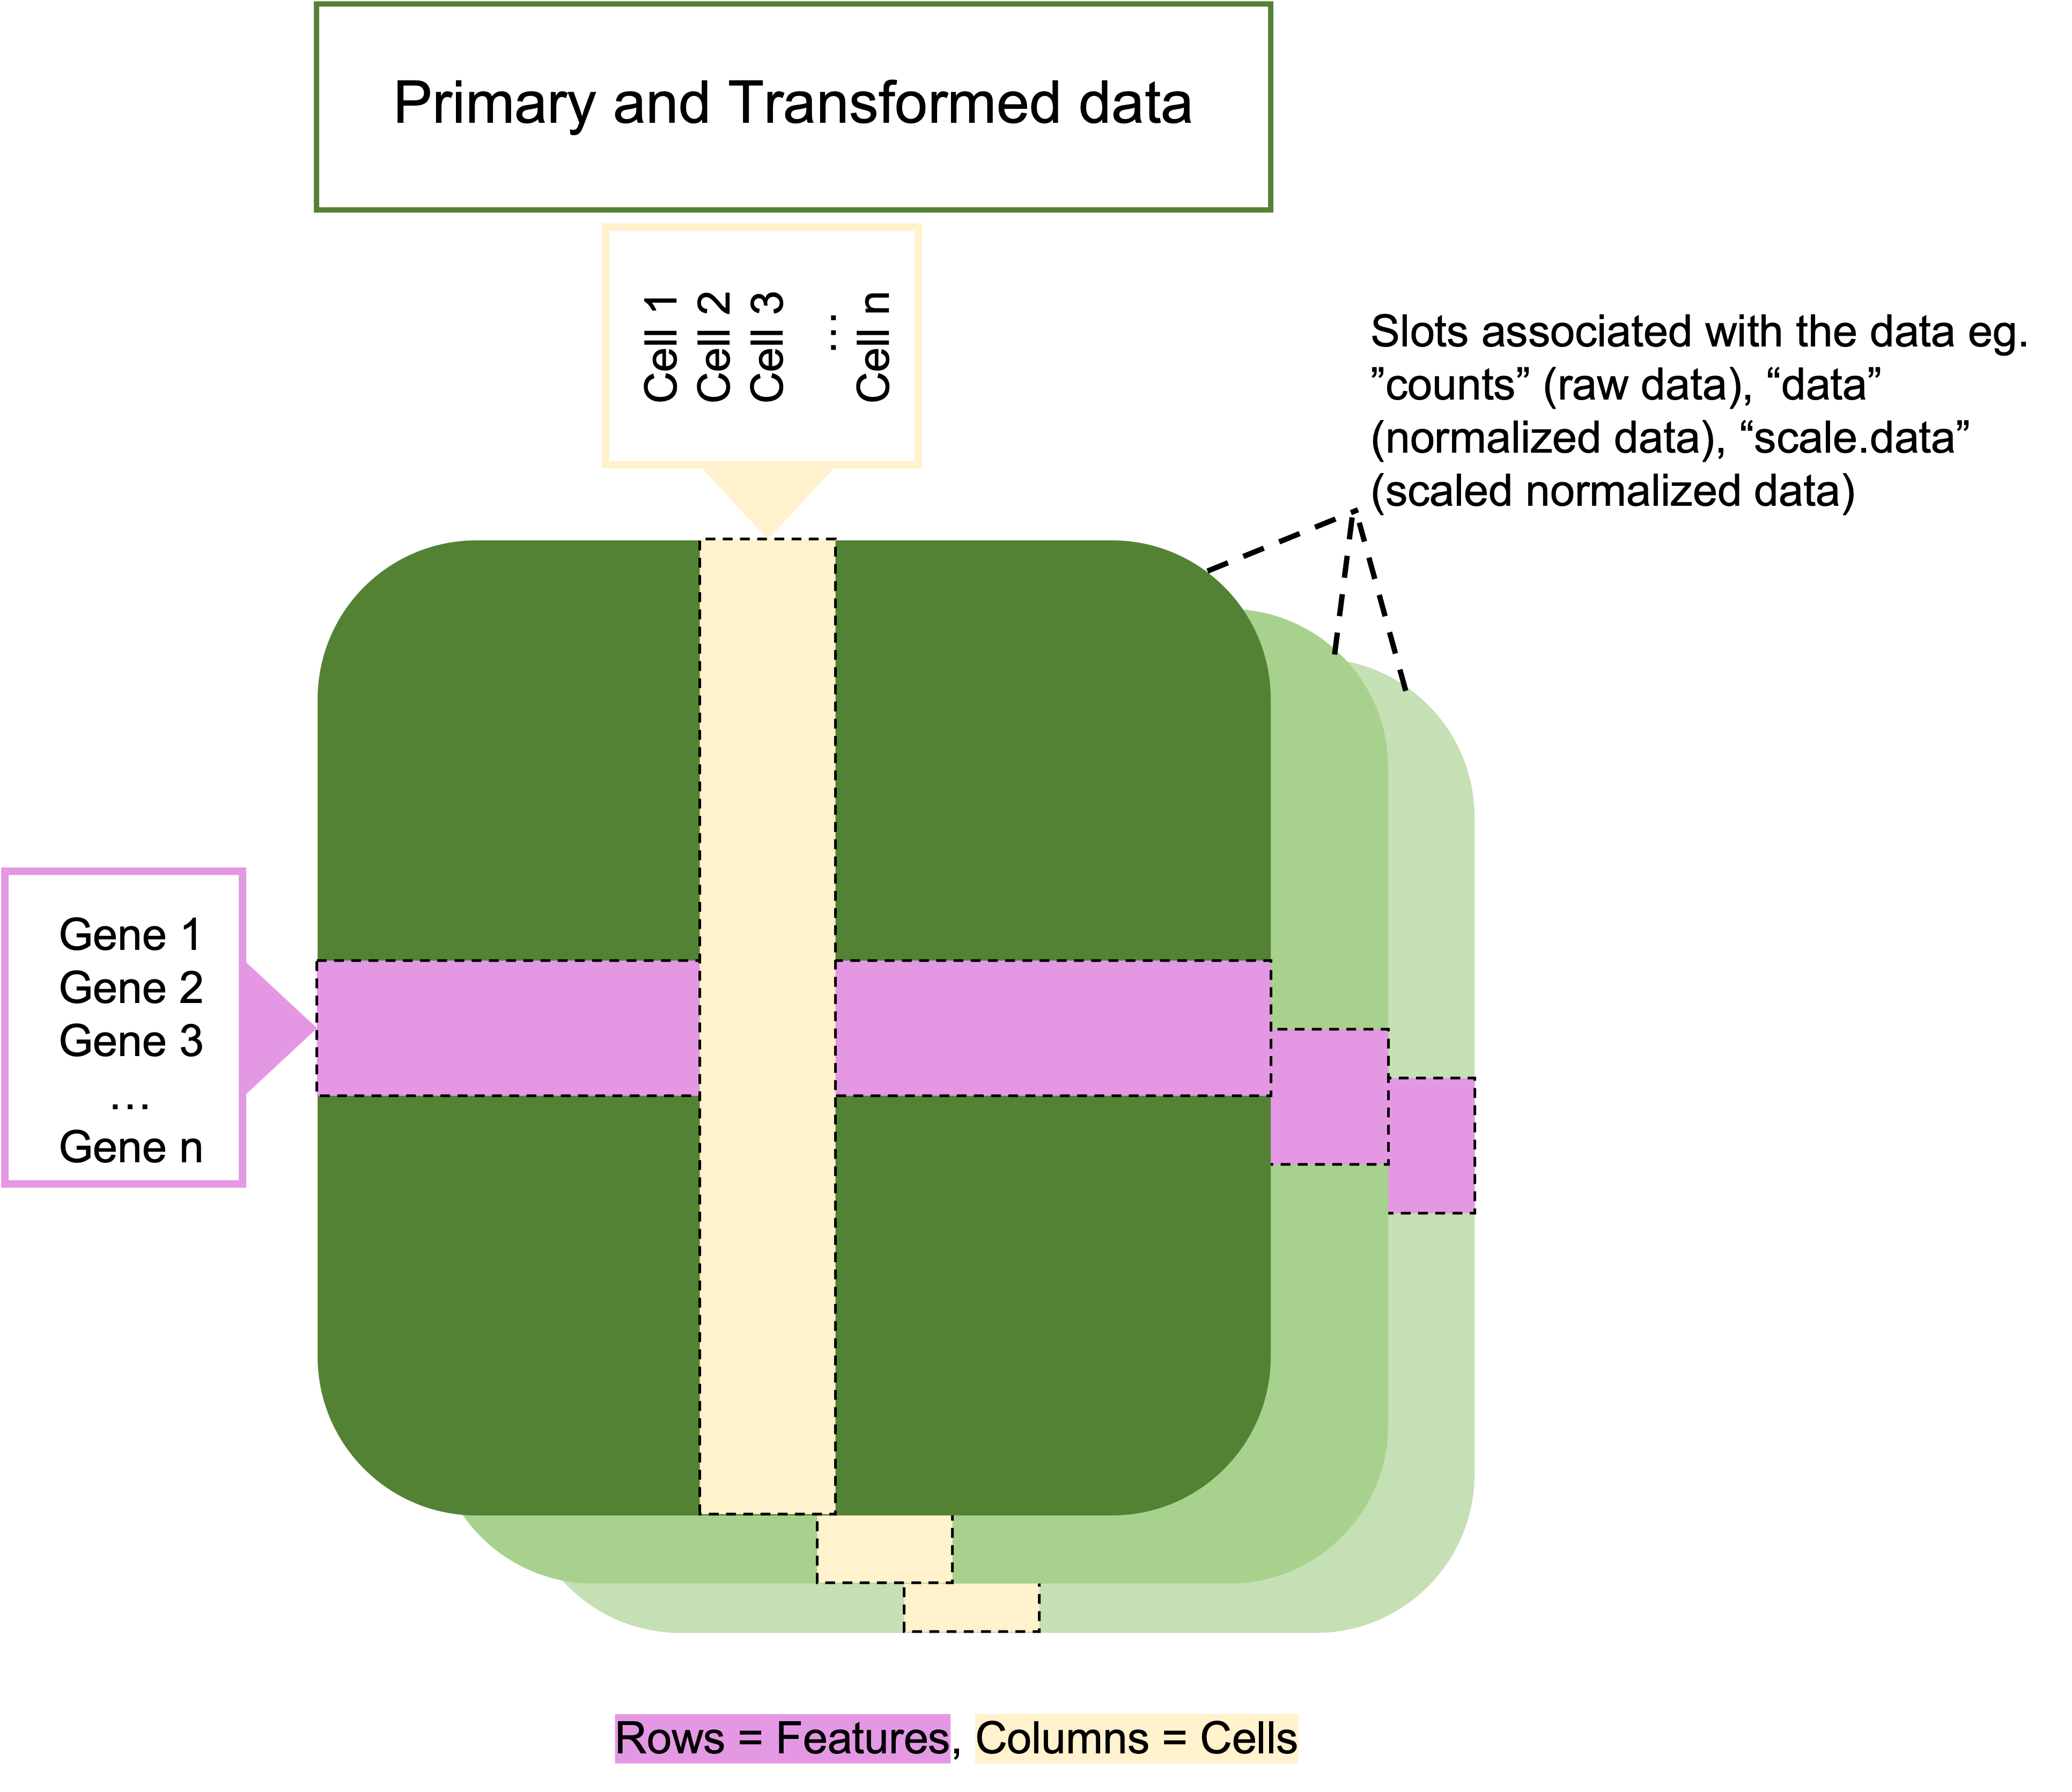 Primary and Transformed data
Cell 1
Cell 2
Cell 3
...
Cell n
Slots associated with the data eg.
”counts” (raw data), “data”
(normalized data), “scale.data”
(scaled normalized data)
Gene 1
Gene 2
Gene 3
...
Gene n
Rows = Features, Columns = Cells